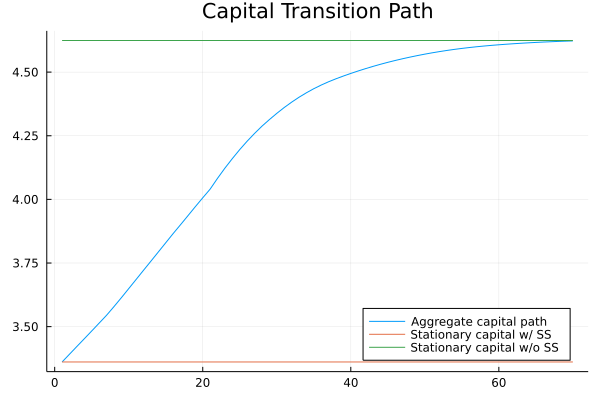 Capital Transition Path
4.50
4.25
4.00
3.75
3.50
Aggregate capital path
Stationary capital w/ SS
Stationary capital w/o SS
0
20
40
60